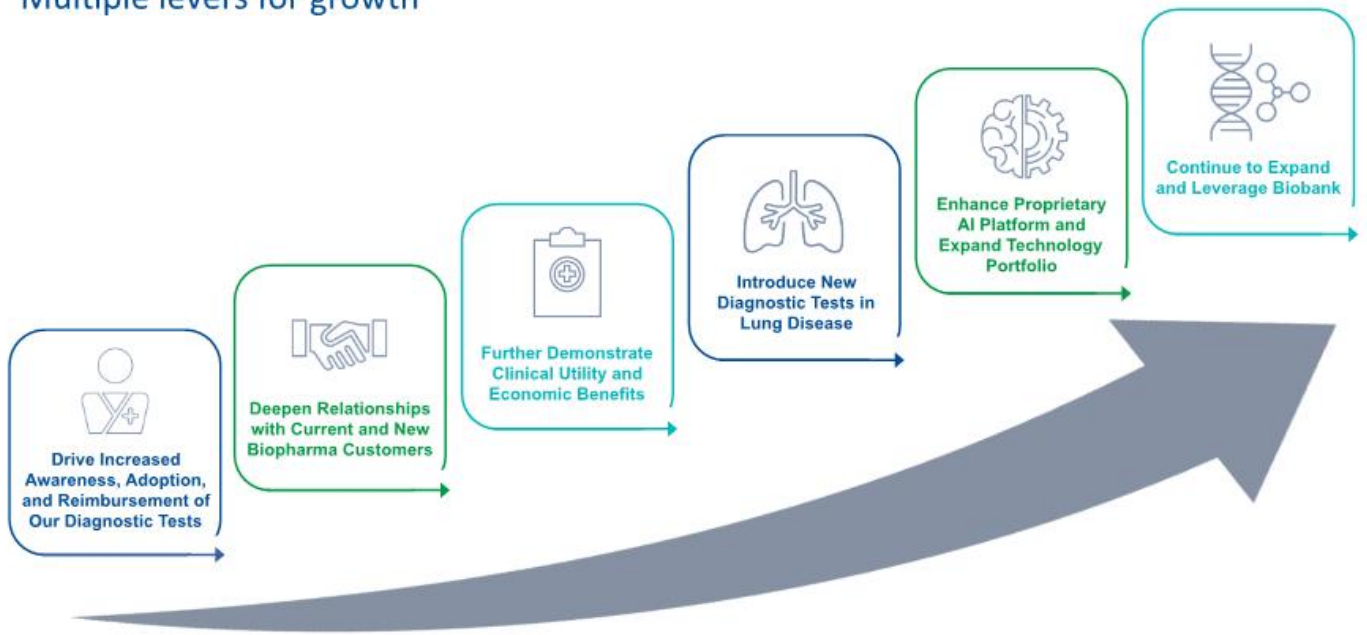 Multiple levers for growth
Drive Increased
Awareness, Adoption,
and Reimbursement of
Our Diagnostic Tests
Deepen Relationships
with Current and New
Biopharma Customers
Further Demonstrate
Clinical Utility and
Economic Benefits
Introduce New
Diagnostic Tests in
Lung Disease
Enhance Proprietary
AI Platform and
Expand Technology
Portfolio
Continue to Expand
and Leverage Biobank